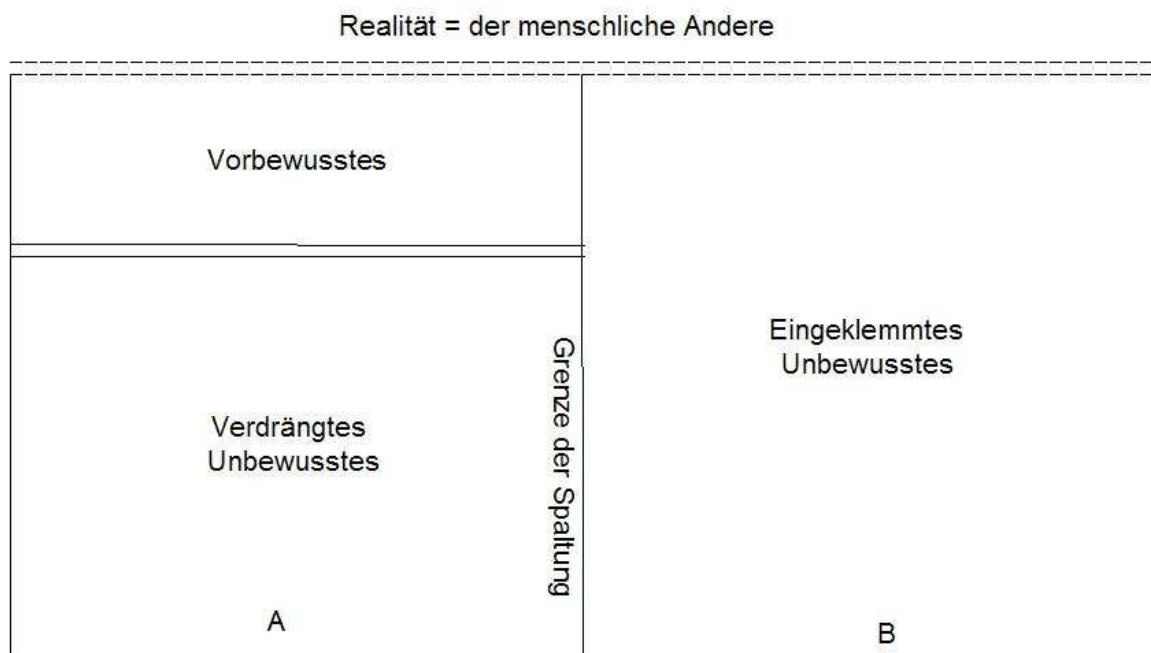 Realität = der menschliche Andere
Vorbewusstes
Verdrängtes
Unbewusstes
A
Grenze der Spaltung
Eingeklemmtes
Unbewusstes
B